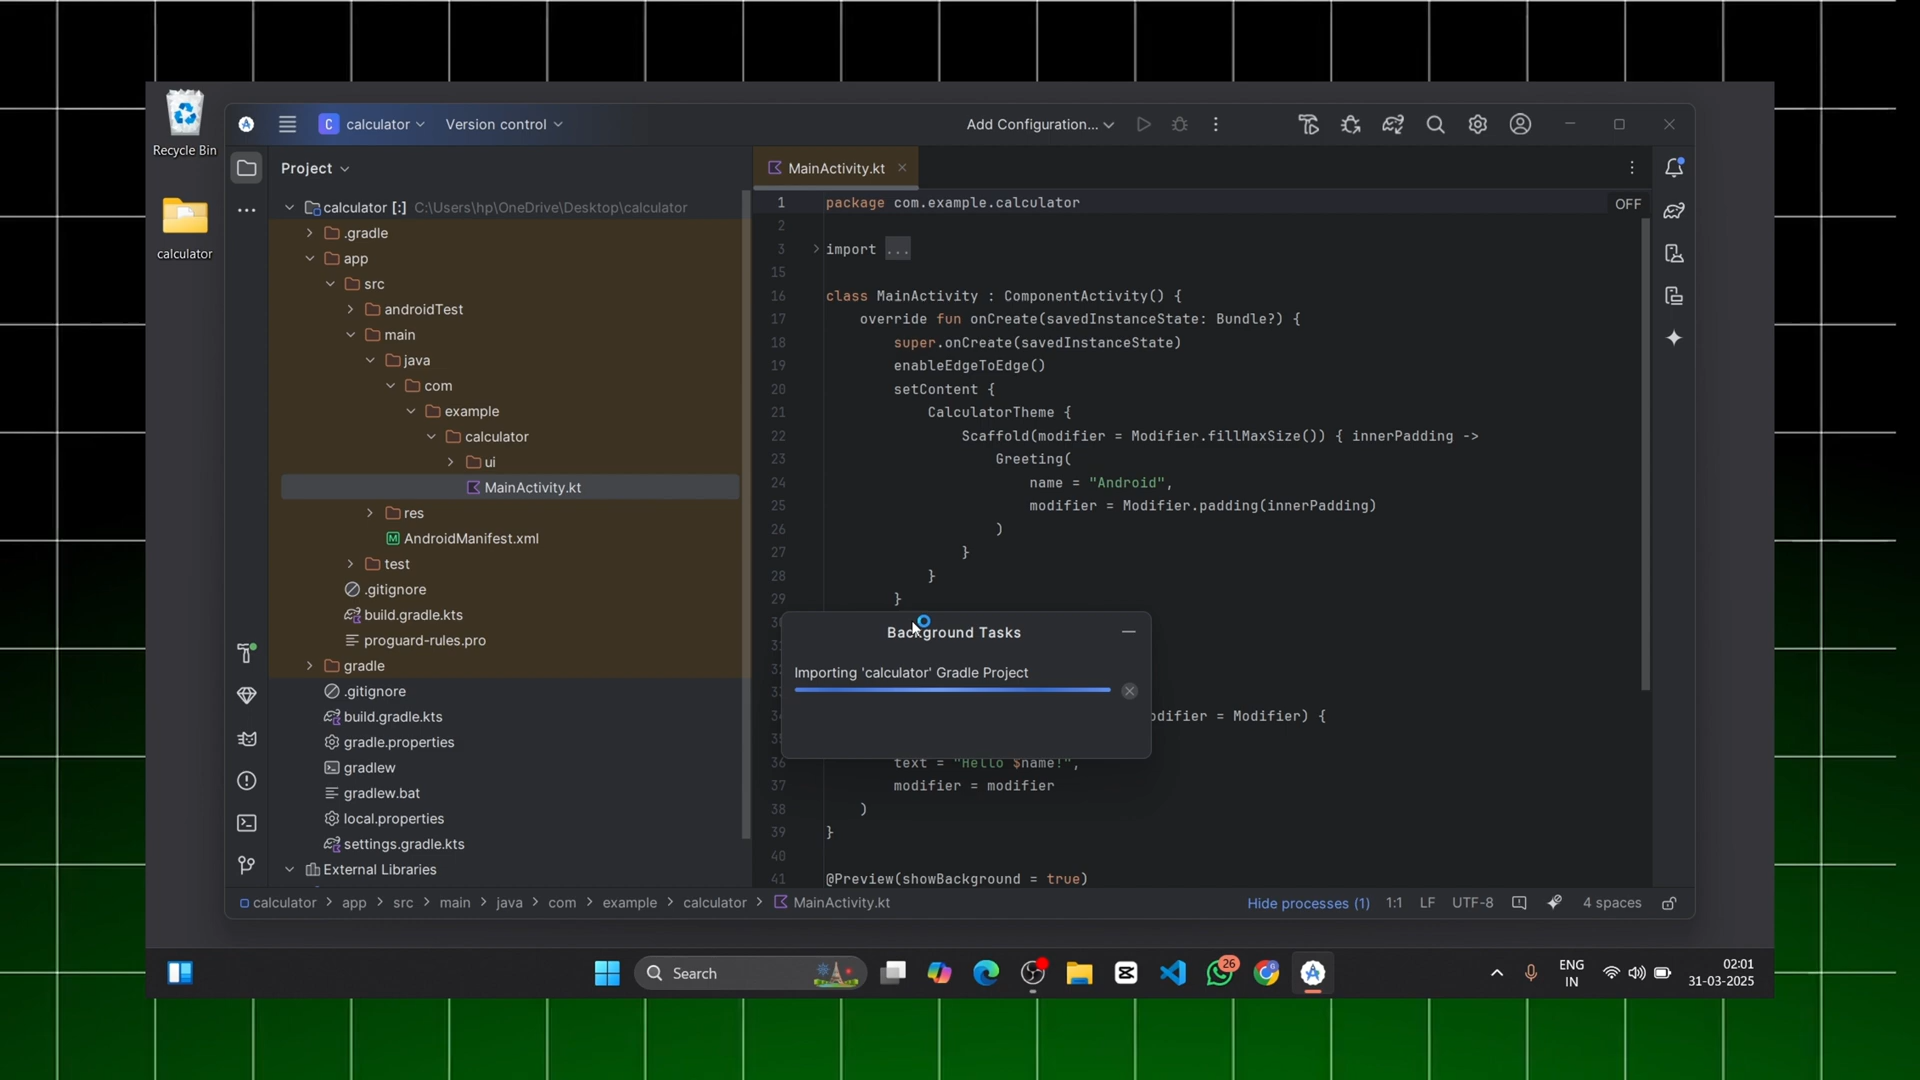 Recycle Bin
calculator
C calculator
Version control
Add Configuration...
Project
MainActivity.kt
calculator [:] C:\Users\hp\OneDrive\Desktop\calculator
.gradle
app
src
androidTest
main
java
com
example
calculator
ui
MainActivity.kt
res
AndroidManifest.xml
test
.gitignore
build.gradle.kts
proguard-rules.pro
gradle
.gitignore
build.gradle.kts
gradle.properties
gradlew
gradlew.bat
local.properties
settings.gradle.kts
External Libraries
OFF
1 package com.example.calculator
2
3 import ...
15
16 class MainActivity : ComponentActivity() {
17 override fun onCreate(savedInstanceState: Bundle?) {
18 super.onCreate(savedInstanceState)
19 enableEdgeToEdge()
20 setContent {
21 CalculatorTheme {
22 Scaffold(modifier = Modifier.fillMaxSize()) { innerPadding ->
23 Greeting(
24 name = "Android",
25 modifier = Modifier.padding(innerPadding)
26 )
27 }
28 }
29 }
Background Tasks
Importing 'calculator' Gradle Project
= Modifier) {
36 text = "Hello $name!",
37 modifier = modifier
38 )
39 }
40
41 @Preview(showBackground = true)
calculator > app > src > main > java > com > example > calculator > MainActivity.kt
Hide processes (1) 1:1 LF UTF-8 4 spaces
Search
26
ENG
IN
02:01
31-03-2025